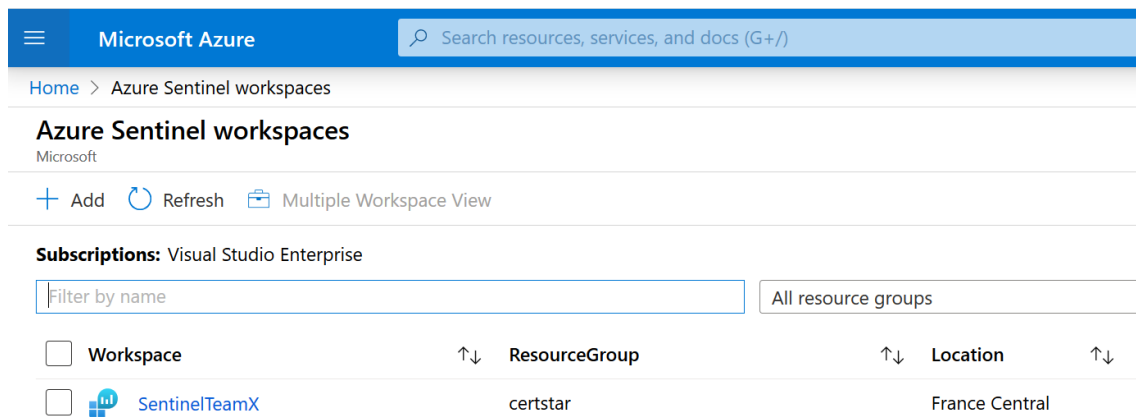 Microsoft Azure Search resources, services, and docs (G+/)
Home > Azure Sentinel workspaces
Azure Sentinel workspaces
Microsoft
Add Refresh Multiple Workspace View
Subscriptions: Visual Studio Enterprise
Filter by name All resource groups
Workspace ↑↓ ResourceGroup ↑↓ Location ↑↓
SentinelTeamX certstar France Central